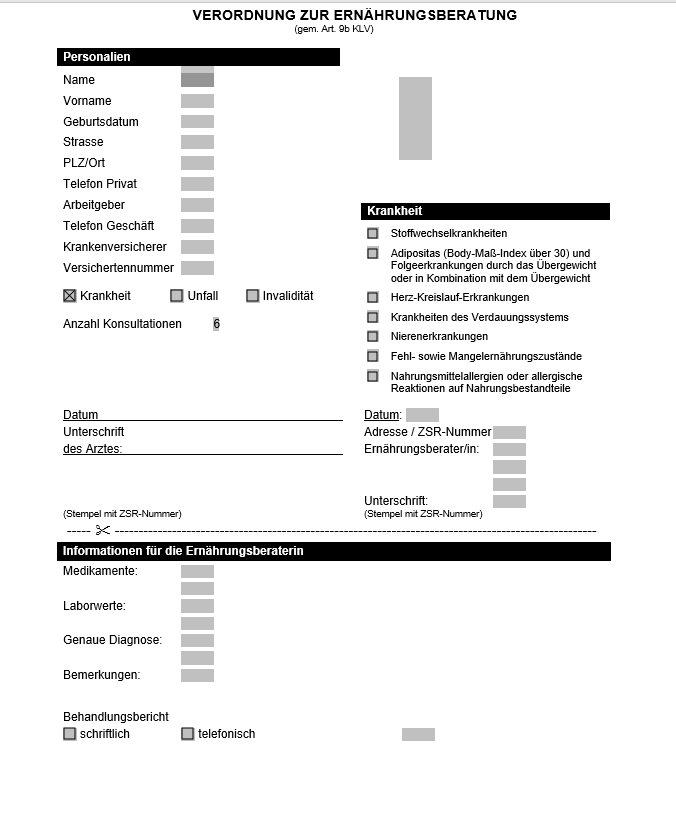 VERORDNUNG ZUR ERNÄHRUNGSBERATUNG
(gem. Art. 9b KLV)
Personalien
Name
Vorname
Geburtsdatum
Strasse
PLZ/Ort
Telefon Privat
Arbeitgeber
Telefon Geschäft
Krankenversicherer
Versichertennummer
Krankheit Unfall Invalidität
Anzahl Konsultationen 6
Krankheit
Stoffwechselkrankheiten
Adipositas (Body-Maß-Index über 30) und
Folgeerkrankungen durch das Übergewicht
oder in Kombination mit dem Übergewicht
Herz-Kreislauf-Erkrankungen
Krankheiten des Verdauungssystems
Nierenerkrankungen
Fehl- sowie Mangelernährungszustände
Nahrungsmittelallergien oder allergische
Reaktionen auf Nahrungsbestandteile
Datum
Unterschrift
des Arztes:
(Stempel mit ZSR-Nummer)
Datum:
Adresse / ZSR-Nummer
Ernährungsberater/in:
Unterschrift:
(Stempel mit ZSR-Nummer)
Informationen für die Ernährungsberaterin
Medikamente:
Laborwerte:
Genaue Diagnose:
Bemerkungen:
Behandlungsbericht
schriftlich telefonisch